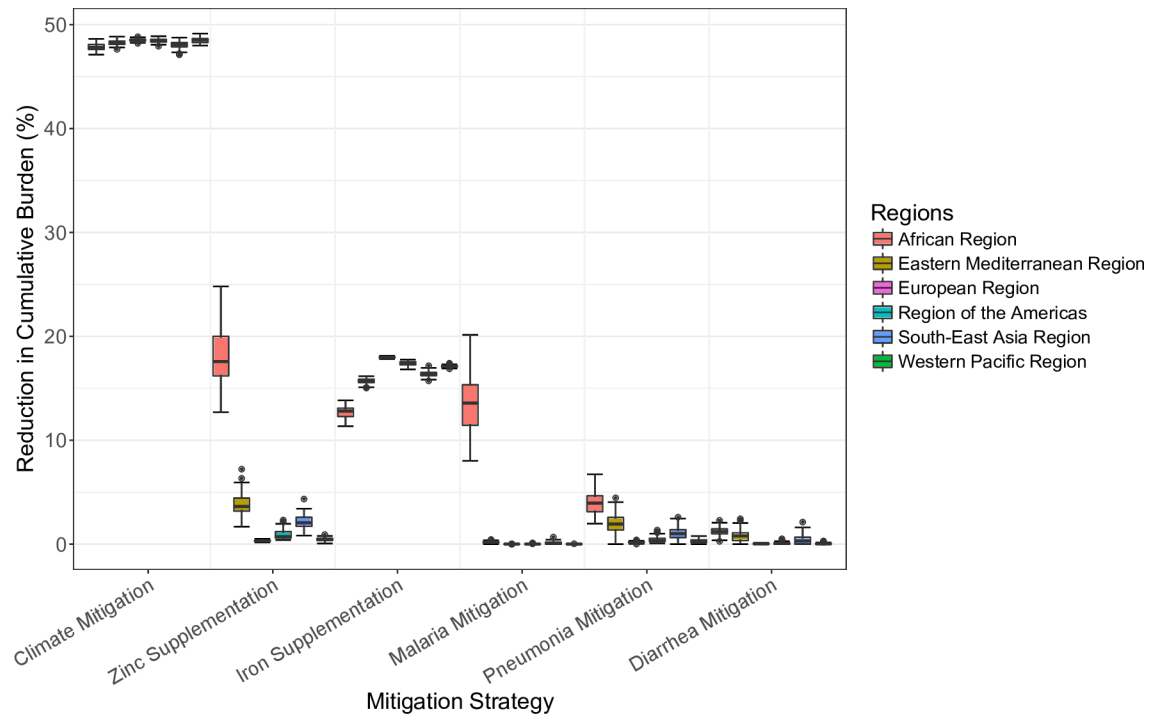 50
40
30
20
10
0
Reduction in Cumulative Burden (%)
Climate Mitigation
Zinc Supplementation
Iron Supplementation
Malaria Mitigation
Pneumonia Mitigation
Diarrhea Mitigation
Mitigation Strategy
Regions
African Region
Eastern Mediterranean Region
European Region
Region of the Americas
South-East Asia Region
Western Pacific Region